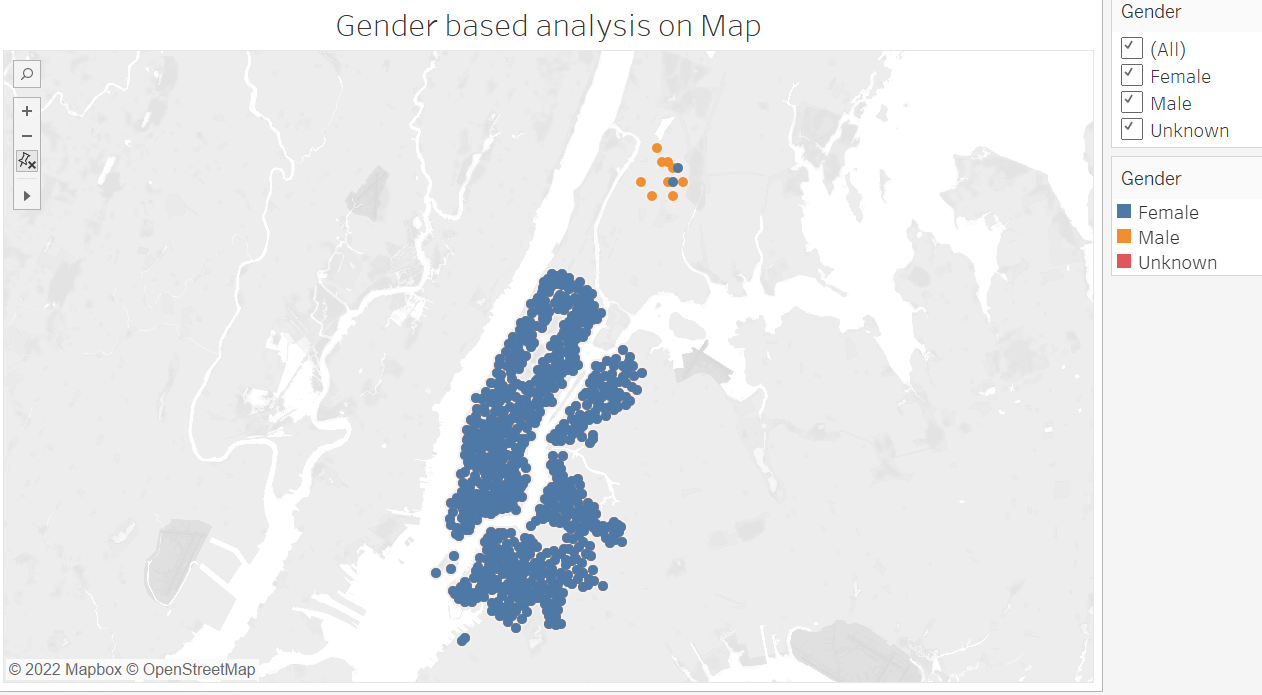 Gender based analysis on Map
Gender
(All)
Female
Male
Unknown
Gender
Female
Male
Unknown
© 2022 Mapbox © OpenStreetMap